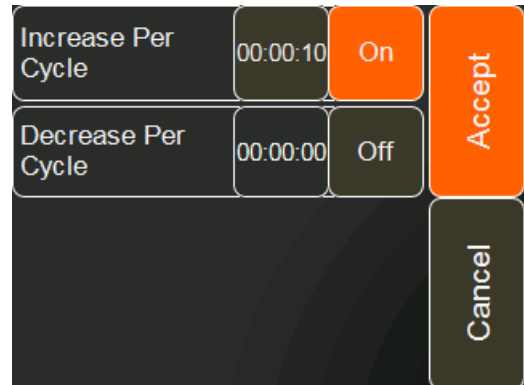 Increase Per
Cycle
00:00:10
On
Accept
Decrease Per
Cycle
00:00:00
Off
Cancel